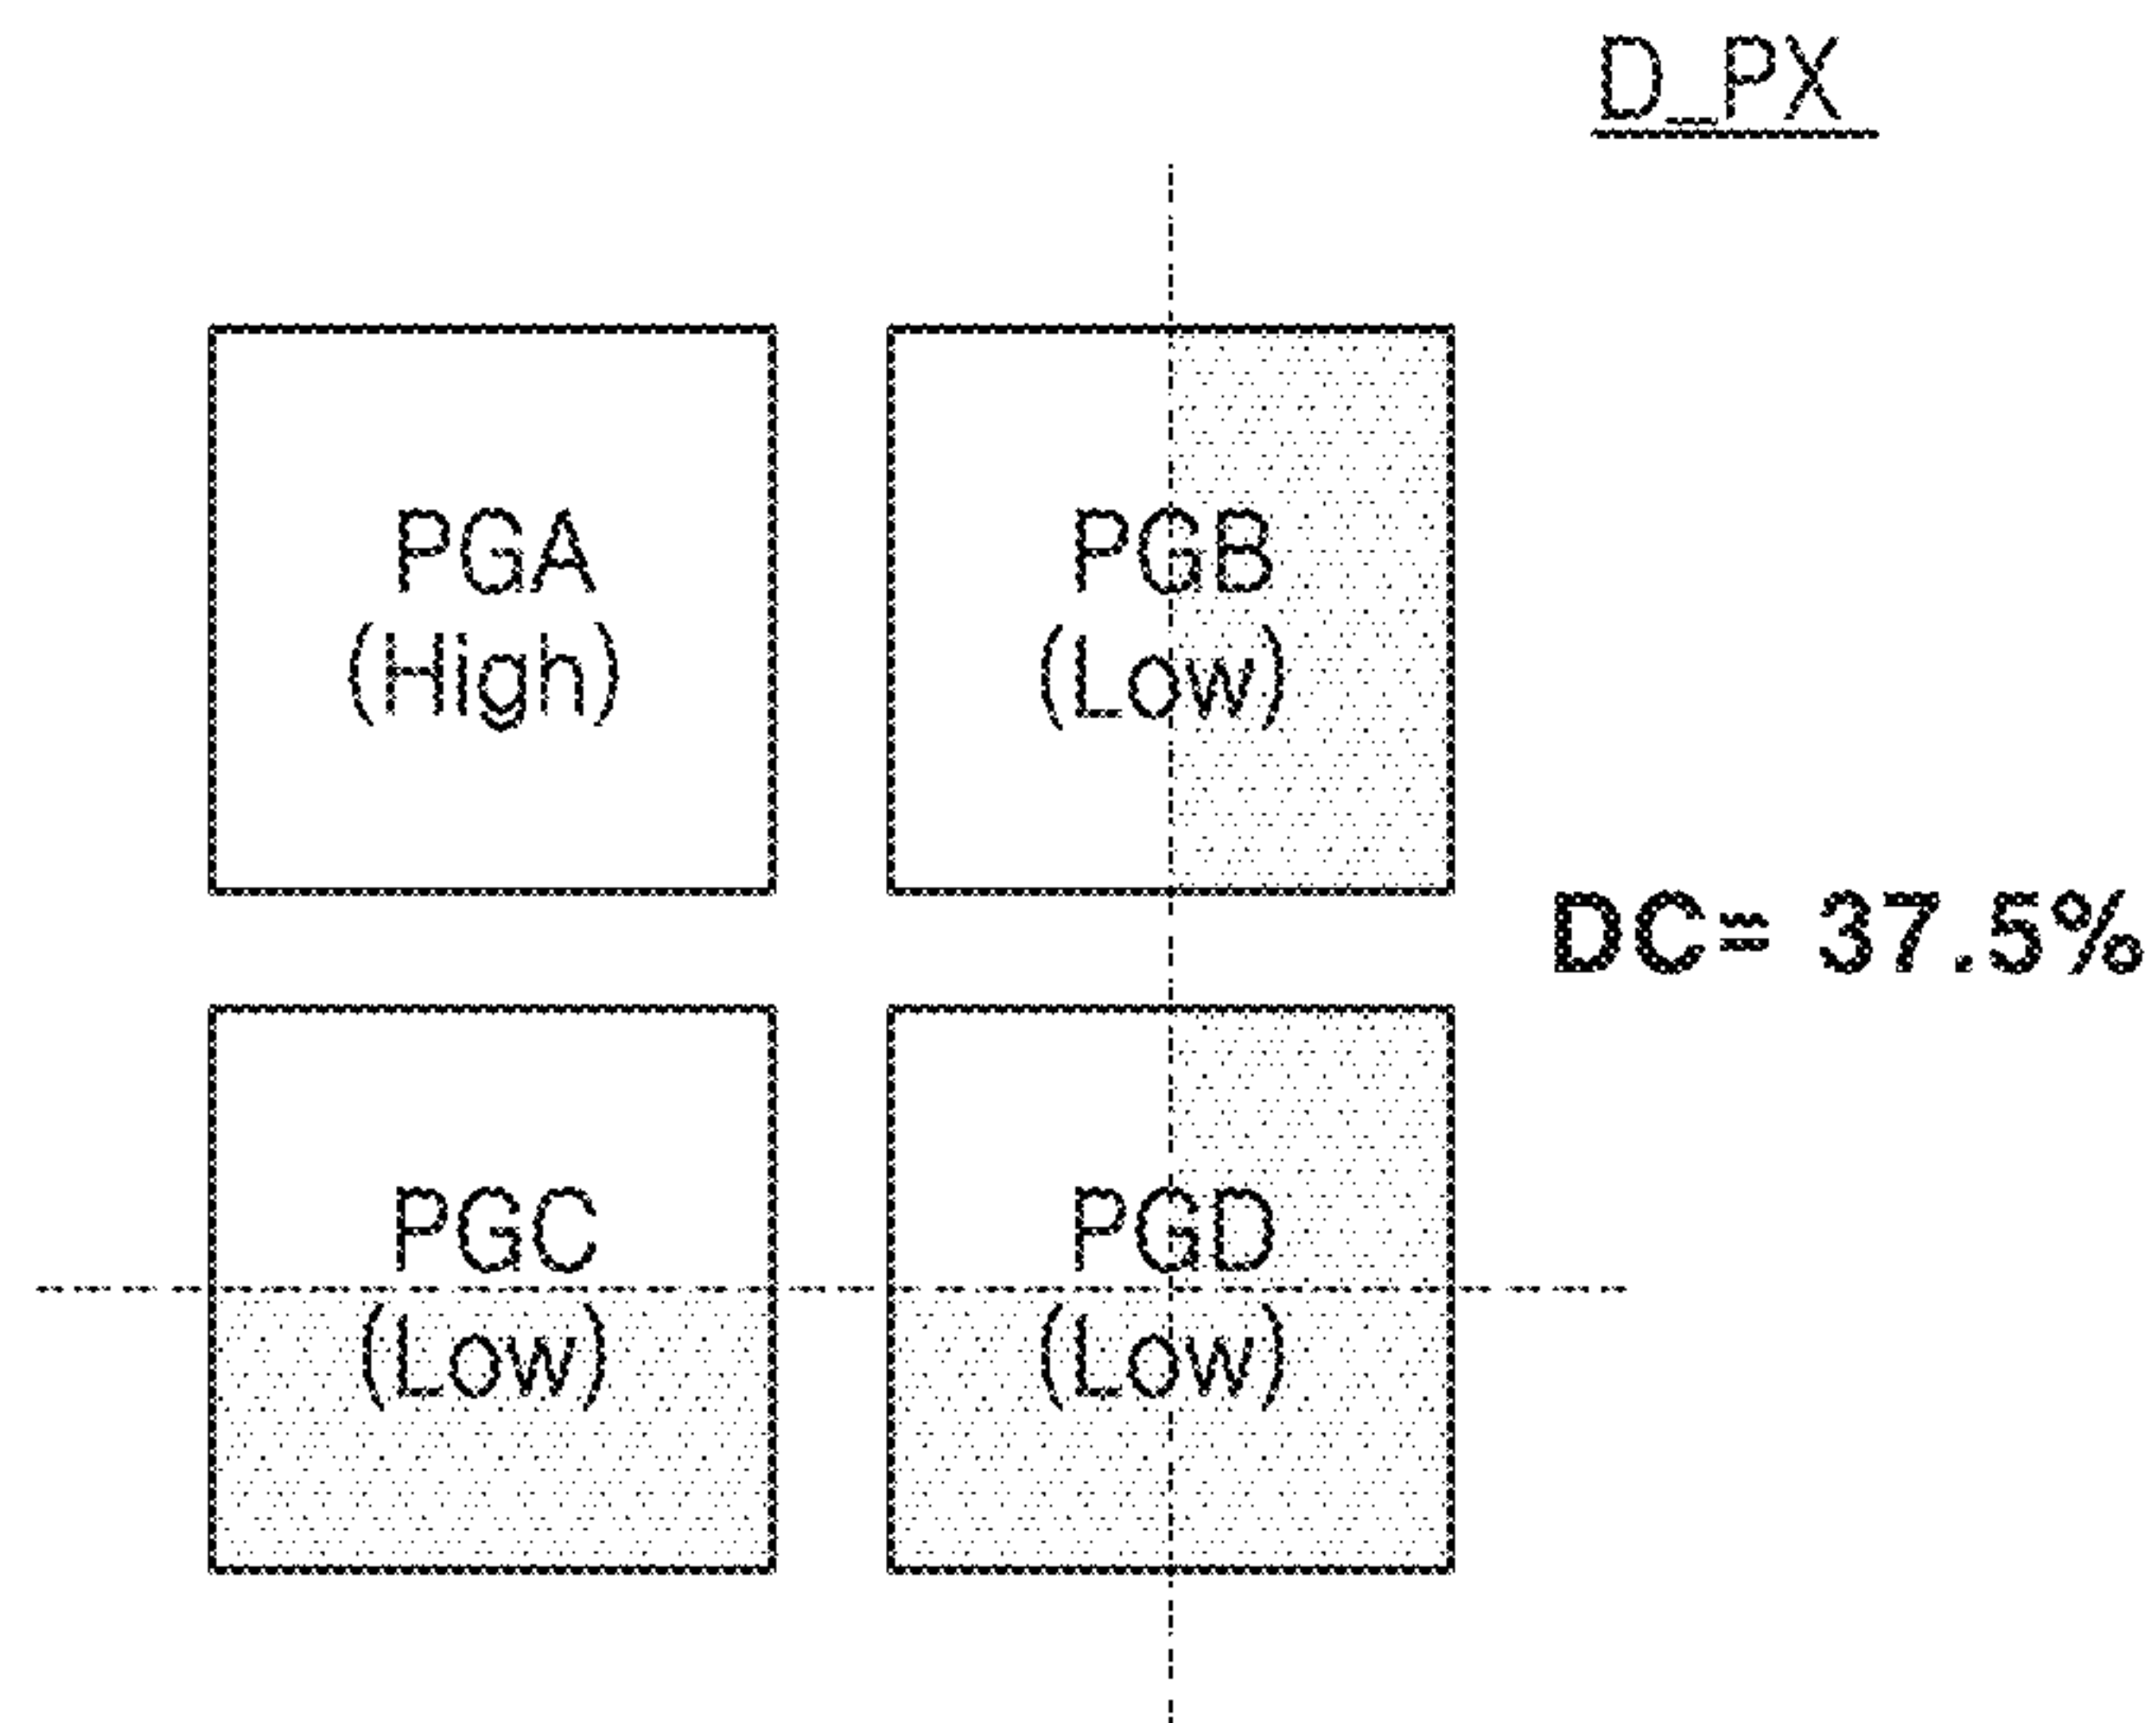 D_PX
PGA
(High)
PGB
(Low)
DC= 37.5%
PGC
(Low)
PGD
(Low)